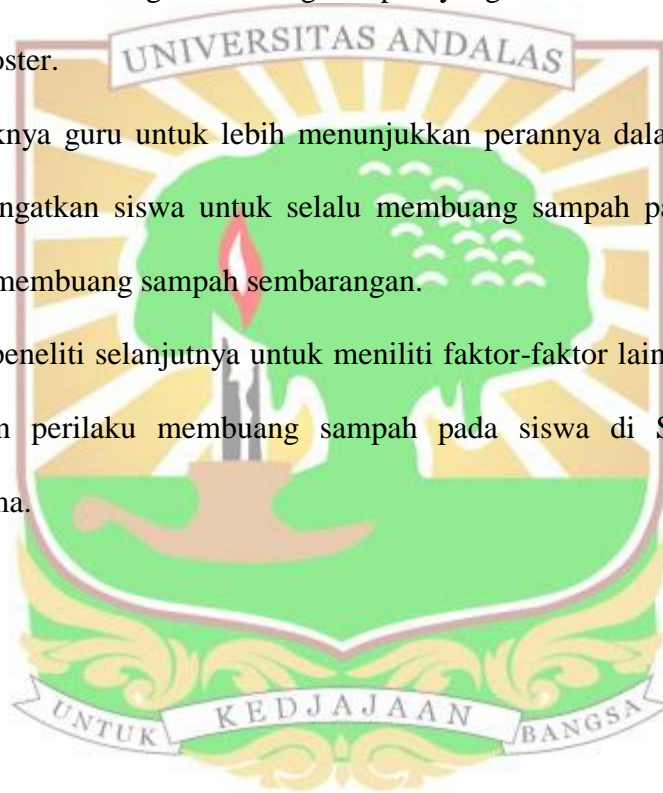 UNIVERSITAS ANDALAS
oster.
knya guru untuk lebih menunjukkan perannya dala
ngatkan siswa untuk selalu membuang sampah pa
membuang sampah sembarangan.
peneliti selanjutnya untuk meniliti faktor-faktor lain
n perilaku membuang sampah pada siswa di S
na.
UNTUK KEDJAJAAN BANGSA